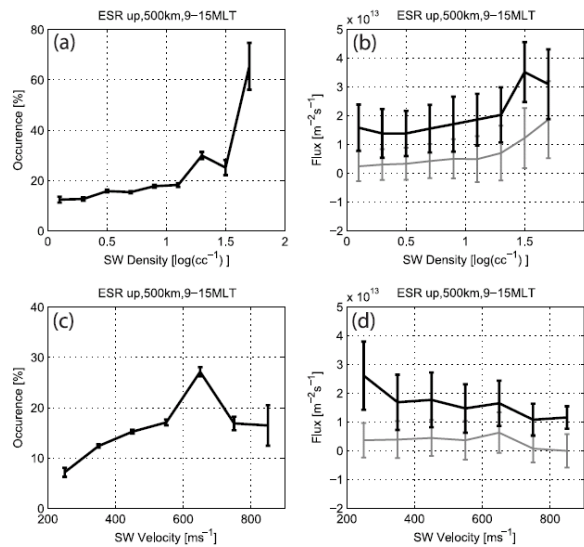 ESR up,500km,9−15MLT
(a)
Occurence [%]
80
60
40
20
0
0 0.5 1 1.5 2
SW Density [log(cc⁻¹) ]
ESR up,500km,9−15MLT
x 10¹³
(b)
Flux [m⁻²s⁻¹]
5
4
3
2
1
0
−1
−2
0 0.5 1 1.5
SW Density [log(cc⁻¹) ]
ESR up,500km,9−15MLT
(c)
Occurence [%]
40
30
20
10
0
200 400 600 800
SW Velocity [ms⁻¹]
ESR up,500km,9−15MLT
x 10¹³
(d)
Flux [m⁻²s⁻¹]
5
4
3
2
1
0
−1
−2
200 400 600 800
SW Velocity [ms⁻¹]